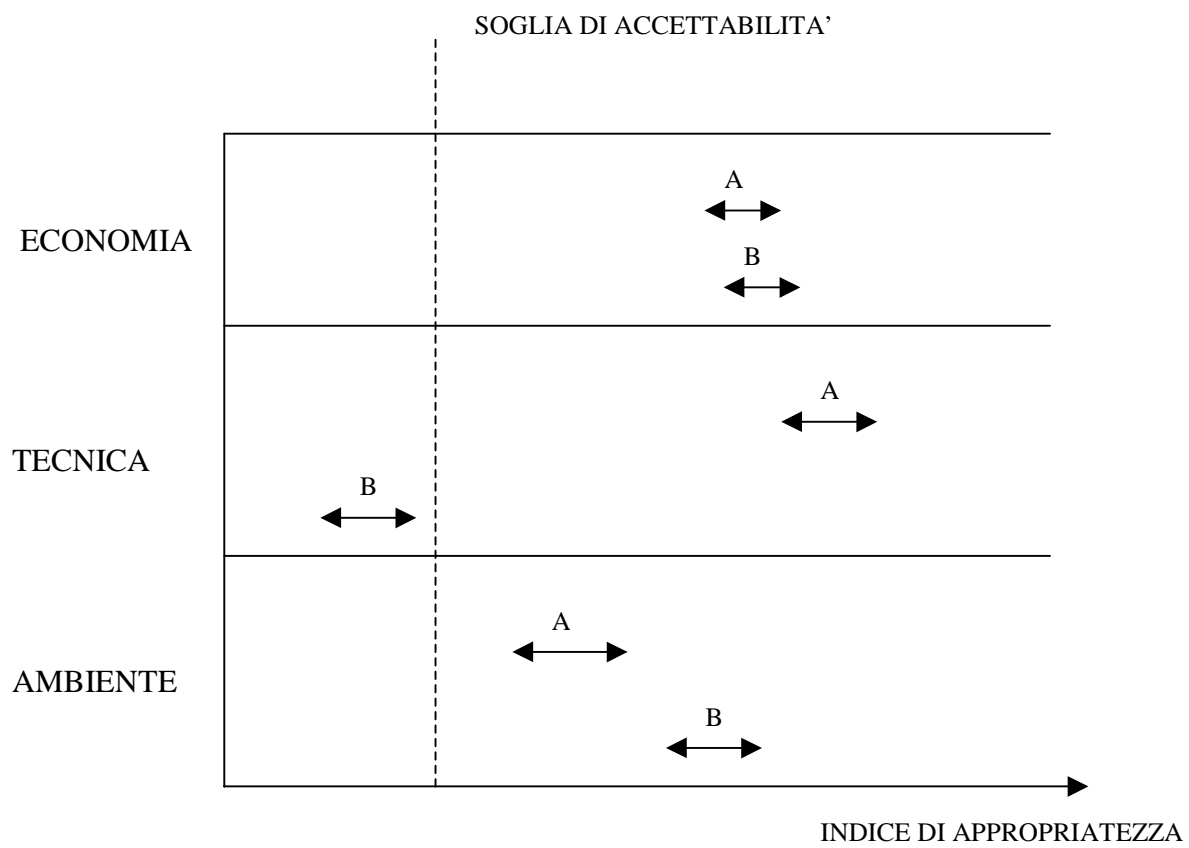 SOGLIA DI ACCETTABILITA’
A
ECONOMIA
B
A
TECNICA
B
A
AMBIENTE
B
INDICE DI APPROPRIATEZZA